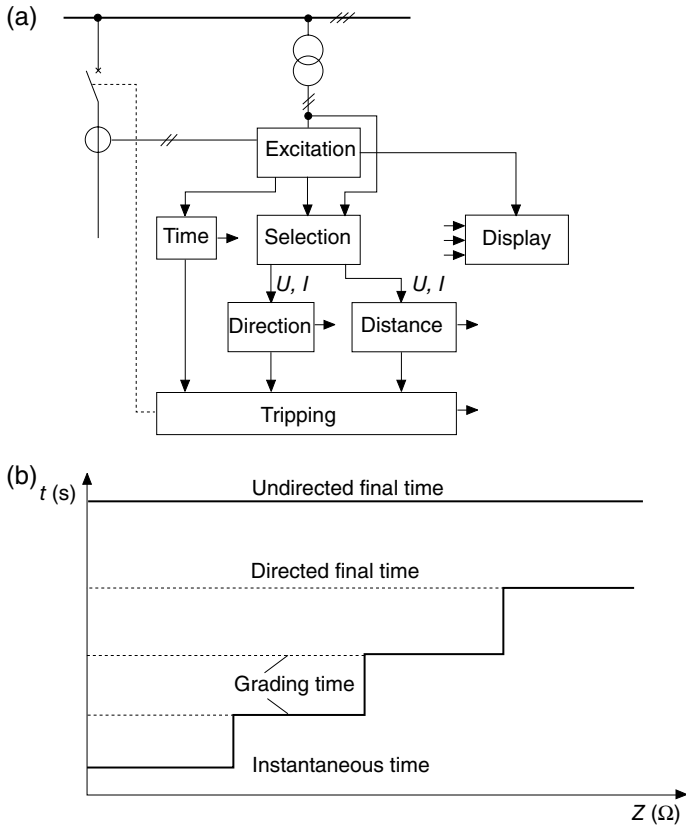 (a)
Excitation
Time
Selection
Display
U, I
U, I
Direction
Distance
Tripping
(b)
t (s)
Undirected final time
Directed final time
Grading time
Instantaneous time
Z (Ω)